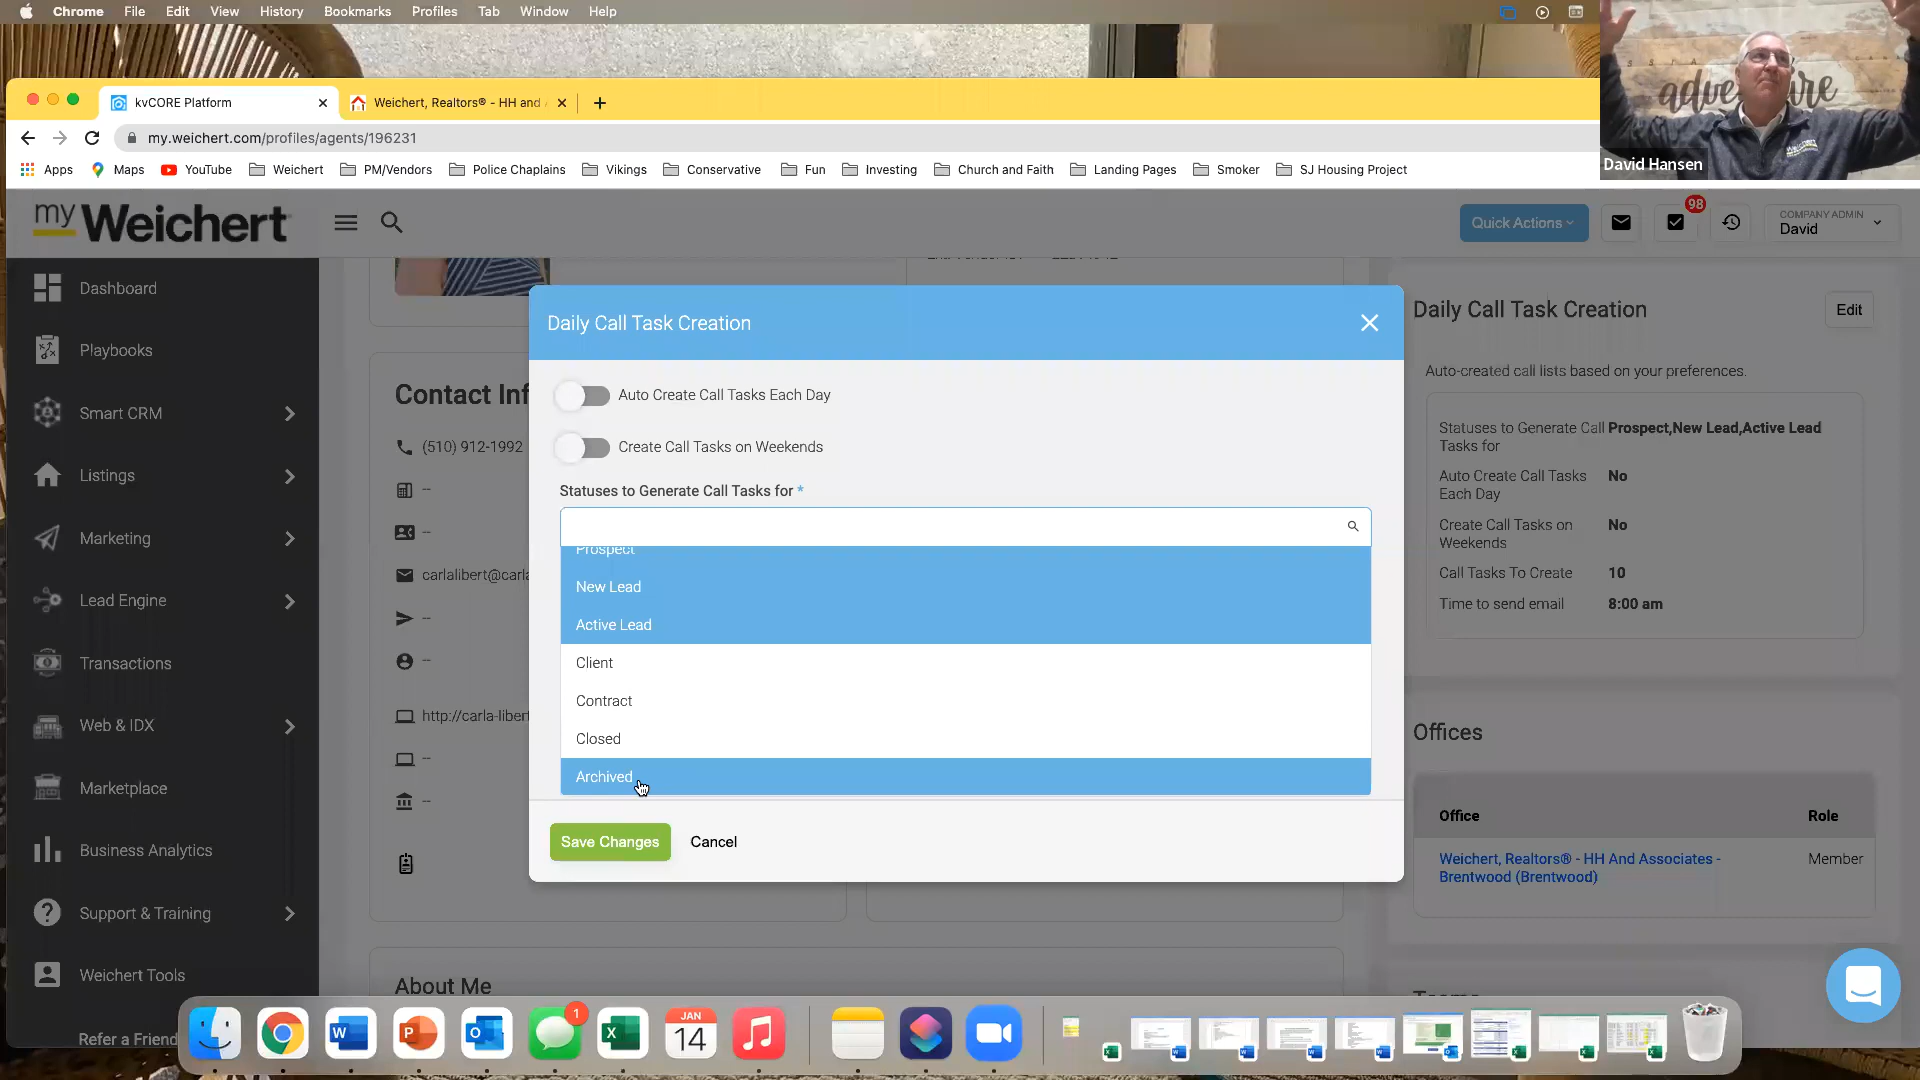 Chrome File Edit View History Bookmarks Profiles Tab Window Help
kvCORE Platform
Weichert, Realtors® - HH and
my.weichert.com/profiles/agents/196231
Apps Maps YouTube Weichert PM/Vendors Police Chaplains Vikings Conservative Fun Investing Church and Faith Landing Pages Smoker SJ Housing Project
adventure
David Hansen
my Weichert
Quick Actions
98
COMPANY ADMIN
David
Dashboard
Playbooks
Smart CRM
Listings
Marketing
Lead Engine
Transactions
Web & IDX
Marketplace
Business Analytics
Support & Training
Weichert Tools
Refer a Friend
Contact Inf
(510) 912-1992
--
--
carlalibert@carla
--
--
http://carla-libert
--
--
About Me
Daily Call Task Creation
Auto Create Call Tasks Each Day
Create Call Tasks on Weekends
Statuses to Generate Call Tasks for *
Prospect
New Lead
Active Lead
Client
Contract
Closed
Archived
Save Changes Cancel
Daily Call Task Creation
Edit
Auto-created call lists based on your preferences.
Statuses to Generate Call Tasks for Prospect,New Lead,Active Lead
Auto Create Call Tasks Each Day No
Create Call Tasks on Weekends No
Call Tasks To Create 10
Time to send email 8:00 am
Offices
Office Role
Weichert, Realtors® - HH And Associates - Member
Brentwood (Brentwood)
1
JAN
14